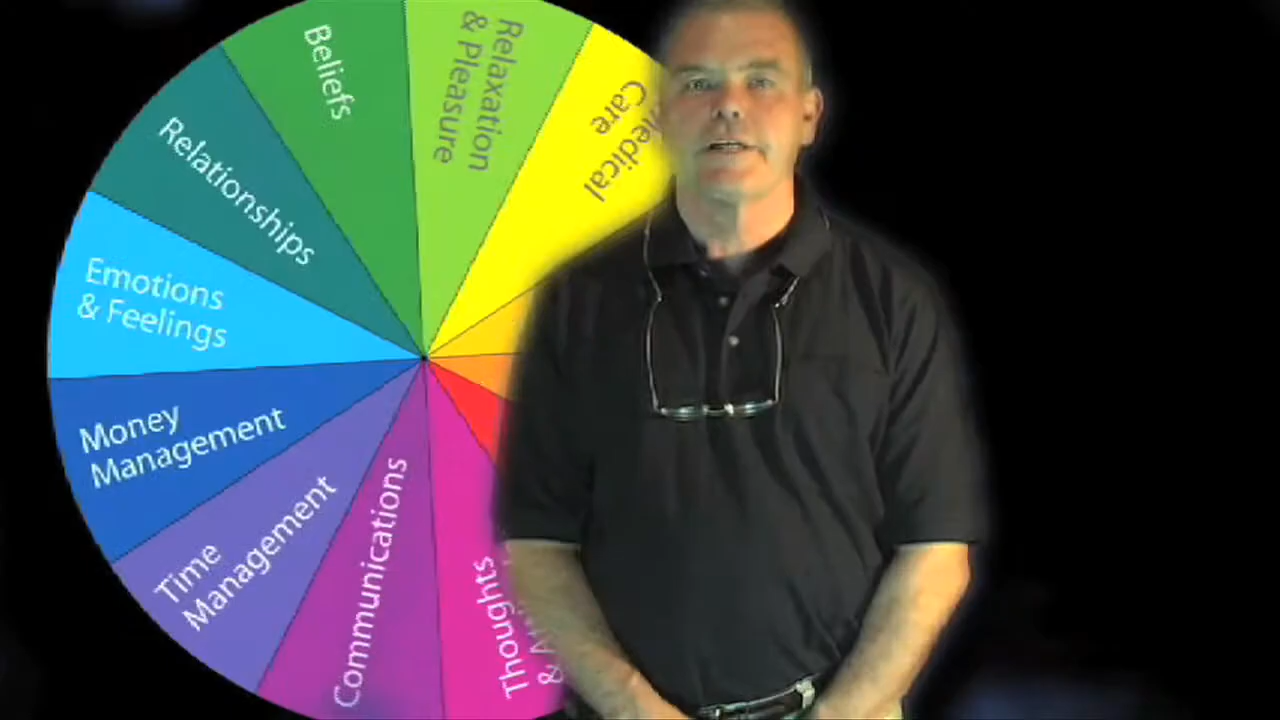 Beliefs
Relaxation
& Pleasure
Care
Relationships
Emotions
& Feelings
Money
Management
Time
Management
Communications
Thoughts
&